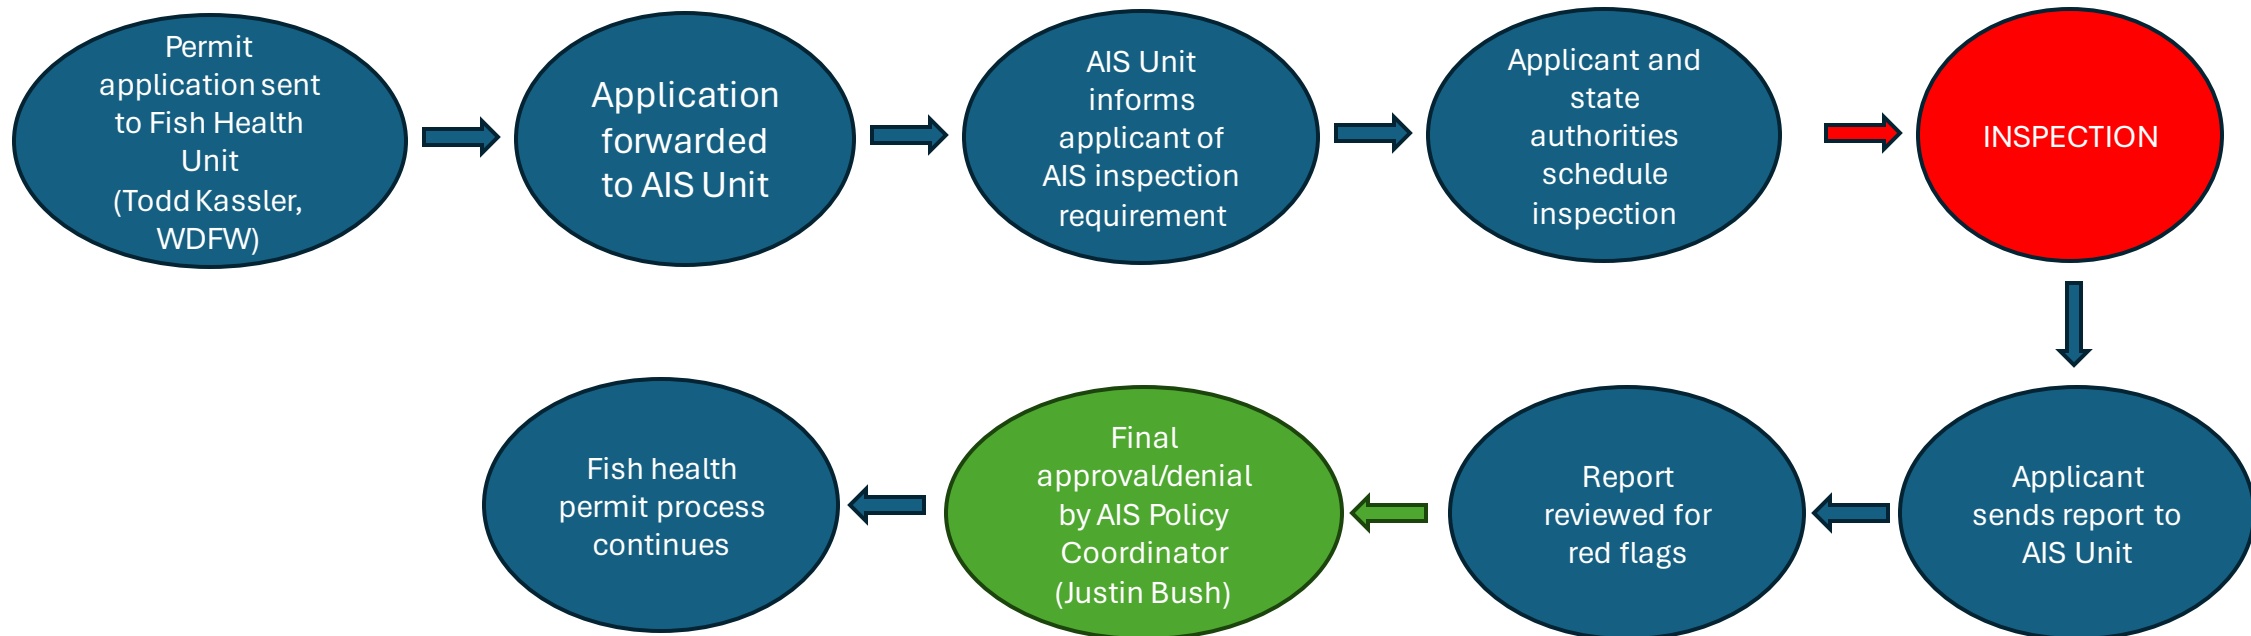 Permit
application sent
to Fish Health
Unit
(Todd Kassler,
WDFW)
Application
forwarded
to AIS Unit
AIS Unit
informs
applicant of
AIS inspection
requirement
Applicant and
state
authorities
schedule
inspection
INSPECTION
Applicant
sends report to
AIS Unit
Report
reviewed for
red flags
Final
approval/denial
by AIS Policy
Coordinator
(Justin Bush)
Fish health
permit process
continues